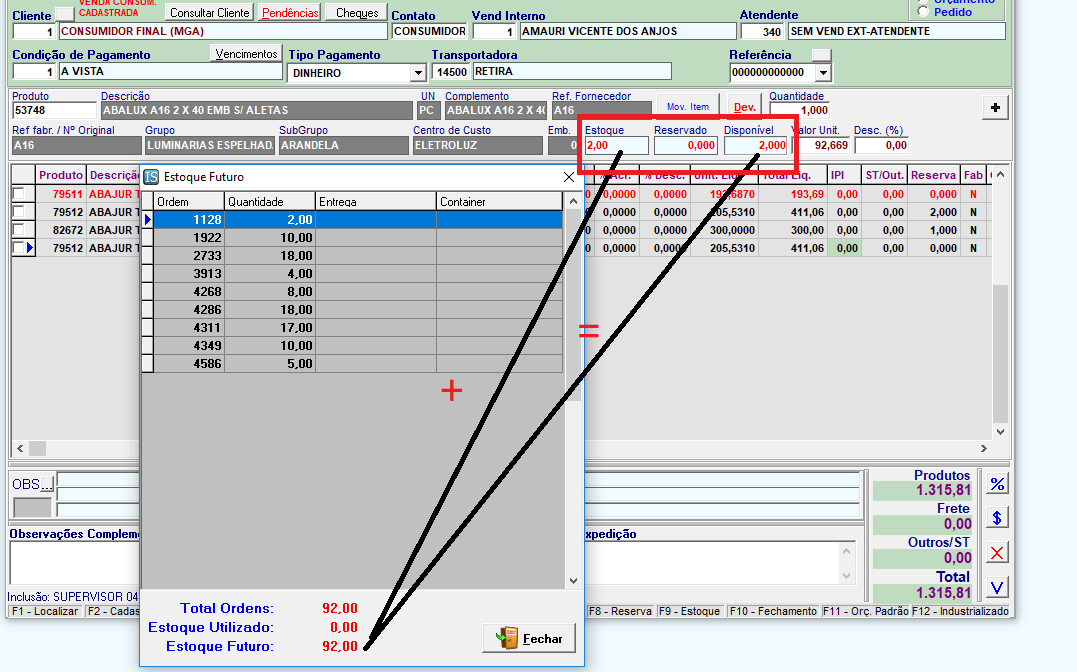 VENDA CONSUM.
Cliente CADASTRADA Consultar Cliente Pendências Cheques Contato Vend Interno Atendente Pedido
1 CONSUMIDOR FINAL (MGA) CONSUMIDOR 1 AMAURI VICENTE DOS ANJOS 340 SEM VEND EXT-ATENDENTE
Condição de Pagamento Vencimentos Tipo Pagamento Transportadora Referência
1 A VISTA DINHEIRO 14500 RETIRA 000000000000
Produto Descrição UN Complemento Ref. Fornecedor Mov. Item Dev. Quantidade
53748 ABALUX A16 2 X 40 EMB S/ ALETAS PC ABALUX A16 2 X 40 A16 1,000 +
Ref fabr. / Nº Original Grupo SubGrupo Centro de Custo Emb. Estoque Reservado Disponível Valor Unit. Desc. (%)
A16 LUMINARIAS ESPELHAD ARANDELA ELETROLUZ 0 2,00 0,000 2,000 92,669 0,00
Produto Descriçã % Acr. % Desc. Unit. Liq. Total Liq. IPI ST/Out. Reserva Fab
79511 ABAJUR T 0,0000 0,0000 193,6870 193,69 0,00 0,00 0,000 N
79512 ABAJUR T 0,0000 0,0000 205,5310 411,06 0,00 0,00 2,000 N
82672 ABAJUR T 0,0000 0,0000 300,0000 300,00 0,00 0,00 1,000 N
79512 ABAJUR T 0,0000 0,0000 205,5310 411,06 0,00 0,00 0,000 N
IS Estoque Futuro
Ordem Quantidade Entrega Container
1128 2,00
1922 10,00
2733 18,00
3913 4,00
4268 8,00
4286 18,00
4311 17,00
4349 10,00
4586 5,00
=
+
Total Ordens: 92,00
Estoque Utilizado: 0,00
Estoque Futuro: 92,00
Fechar
OBS...
Observações Complem xpedição
Produtos
1.315,81
Frete
0,00
Outros/ST
0,00
Total
1.315,81
%
$
X
V
Inclusão: SUPERVISOR 04
F1 - Localizar F2 - Cadas F8 - Reserva F9 - Estoque F10 - Fechamento F11 - Orç. Padrão F12 - Industrializado